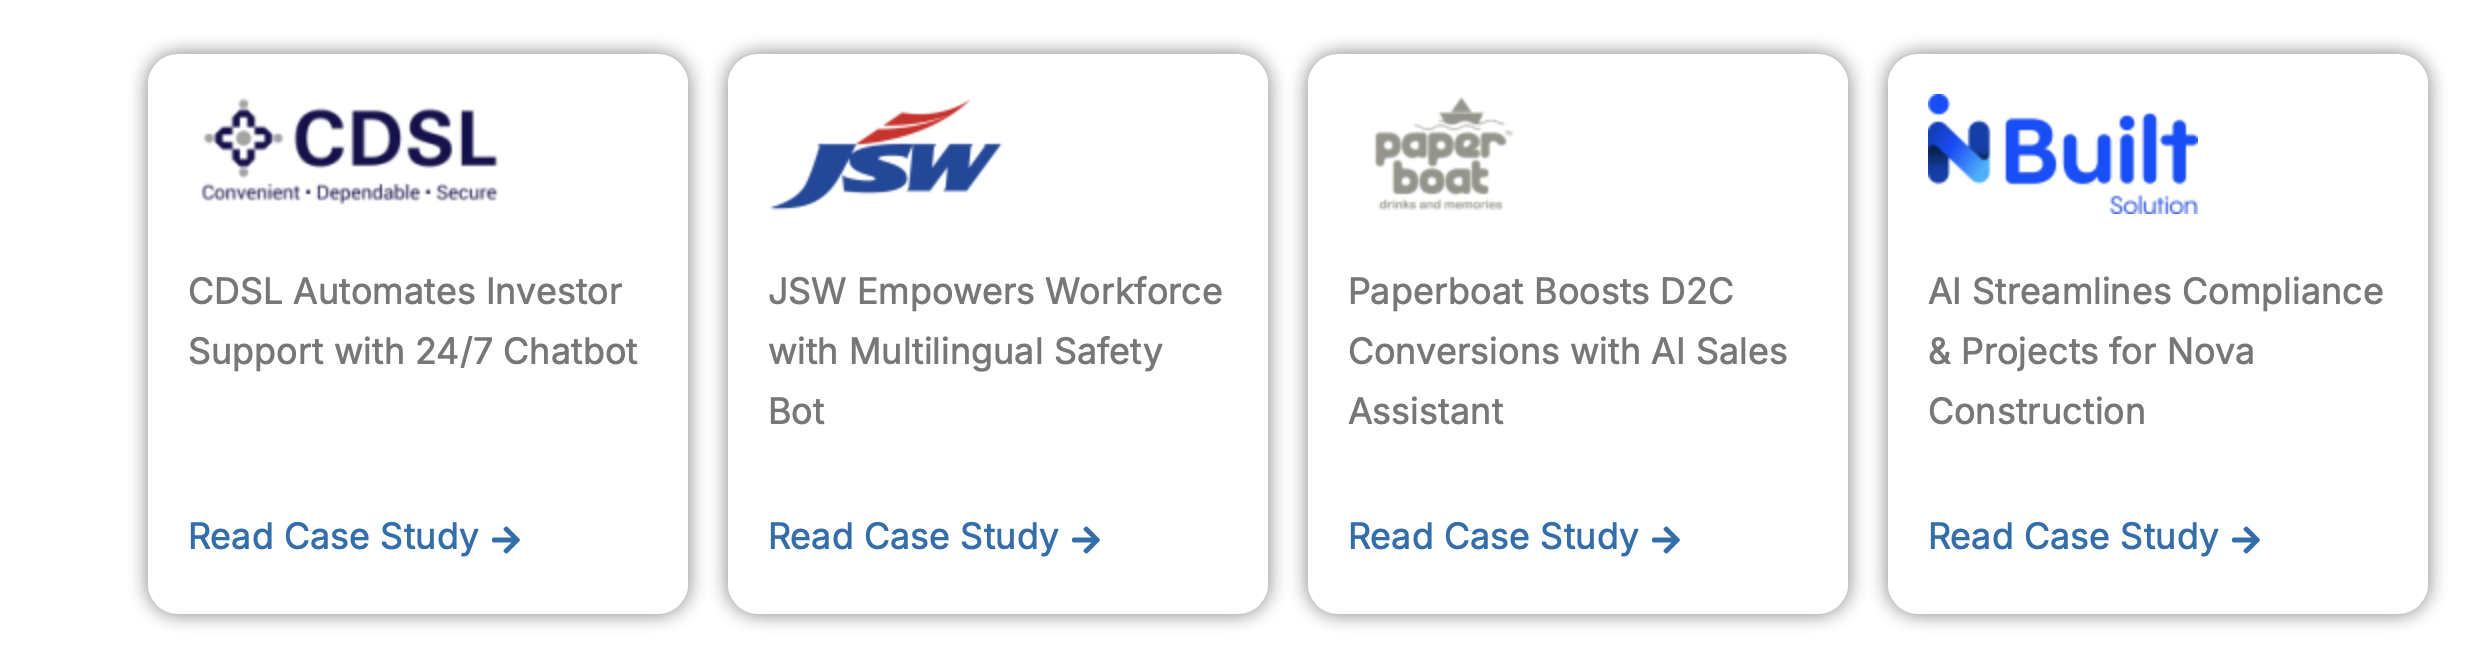 CDSL
Convenient • Dependable • Secure
CDSL Automates Investor
Support with 24/7 Chatbot
Read Case Study →
JSW
JSW Empowers Workforce
with Multilingual Safety
Bot
Read Case Study →
paper
boat™
drinks and memories
Paperboat Boosts D2C
Conversions with AI Sales
Assistant
Read Case Study →
iNBuilt
Solution
AI Streamlines Compliance
& Projects for Nova
Construction
Read Case Study →